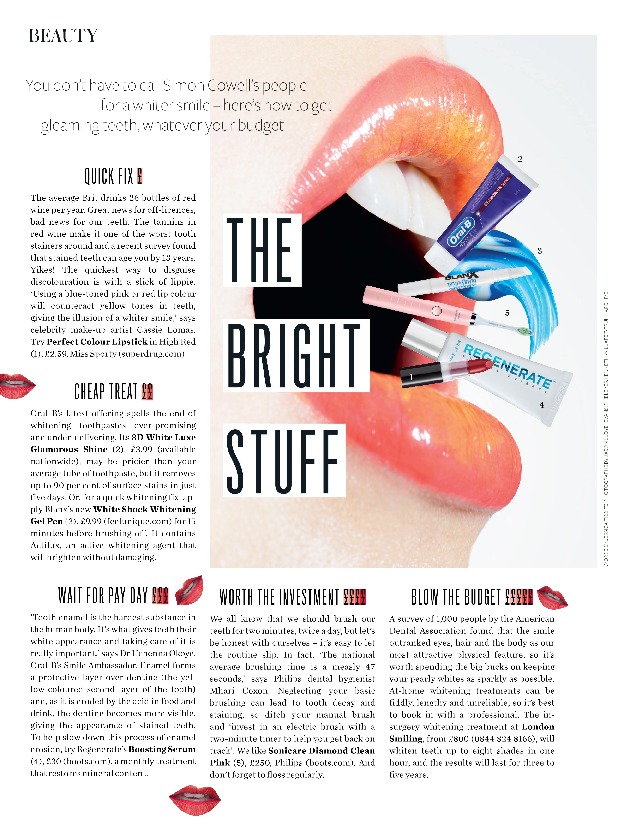 BEAUTY
You don't have to call Simon Cowell's people
for a whiter smile – here's how to get
gleaming teeth, whatever your budget
THE
BRIGHT
STUFF
QUICK FIX £
The average Brit drinks 26 bottles of red
wine per year. Great news for off-licences,
bad news for our teeth. The tannins in
red wine make it one of the worst tooth
stainers around and a recent survey found
that stained teeth can age you by 13 years.
Yikes! The quickest way to disguise
discolouration is with a slick of lippie.
'Using a blue-toned pink or red lip colour
will counteract yellow tones in teeth,
giving the illusion of a whiter smile,' says
celebrity make-up artist Cassie Lomas.
Try Perfect Colour Lipstick in High Red
(1), £2.59, Miss Sporty (superdrug.com)
CHEAP TREAT ££
Oral B's latest offering spells the end of
whitening toothpastes over-promising
and under-delivering. Its 3D White Luxe
Glamorous Shine (2), £3.99 (available
nationwide), may be pricier than your
average tube of toothpaste, but it removes
up to 90 per cent of surface stains in just
five days. Or, for a quick whitening fix, ap-
ply Blanx's new White Shock Whitening
Gel Pen (3), £9.99 (feelunique.com) for 15
minutes before brushing off. It contains
Actilux, an active whitening agent that
will brighten without damaging.
WAIT FOR PAY DAY £££
'Tooth enamel is the hardest substance in
the human body. It's what gives teeth their
white appearance and taking care of it is
really important,' says Dr Uchenna Okoye,
Oral B's Smile Ambassador. Enamel forms
a protective layer over dentine (the yel-
low-coloured second layer of the tooth)
and, as it is eroded by the acid in food and
drink, the dentine becomes more visible,
giving the appearance of stained teeth.
To help slow down this process of enamel
erosion, try Regenerate's Boosting Serum
(4), £30 (boots.com), a monthly treatment
that restores mineral content.
WORTH THE INVESTMENT ££££
We all know that we should brush our
teeth for two minutes, twice a day, but let's
be honest with ourselves – it's easy to let
the routine slip. In fact, 'The national
average brushing time is a measly 47
seconds,' says Philips dental hygienist
Mhari Coxon. Neglecting your basic
brushing can lead to tooth decay and
staining, so ditch your manual brush
and 'invest in an electric brush with a
two-minute timer to help you get back on
track'. We like Sonicare Diamond Clean
Pink (5), £250, Philips (boots.com). And
don't forget to floss regularly.
BLOW THE BUDGET £££££
A survey of 1,000 people by the American
Dental Association found that the smile
outranked eyes, hair and the body as our
most attractive physical feature, so it's
worth spending the big bucks on keeping
your pearly whites as sparkly as possible.
At-home whitening treatments can be
fiddly, lengthy and unreliable, so it's best
to book in with a professional. The in-
surgery whitening treatment at London
Smiling, from £800 (0844 824 8166), will
whiten teeth up to eight shades in one
hour, and the results will last for three to
five years.
2
Oral-B
3
BLANX
5
REGENERATE
1
4